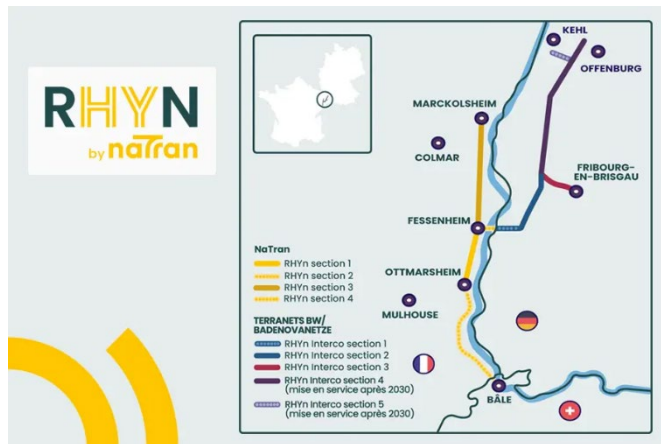 RHYN
by naTran
KEHL
OFFENBURG
MARCKOLSHEIM
COLMAR
FRIBOURG-
EN-BRISGAU
FESSENHEIM
OTTMARSHEIM
MULHOUSE
BÂLE
NaTran
RHYn section 1
RHYn section 2
RHYn section 3
RHYn section 4
TERRANETS BW/
BADENOVANETZE
RHYn Interco section 1
RHYn Interco section 2
RHYn Interco section 3
RHYn Interco section 4
(mise en service après 2030)
RHYn Interco section 5
(mise en service après 2030)